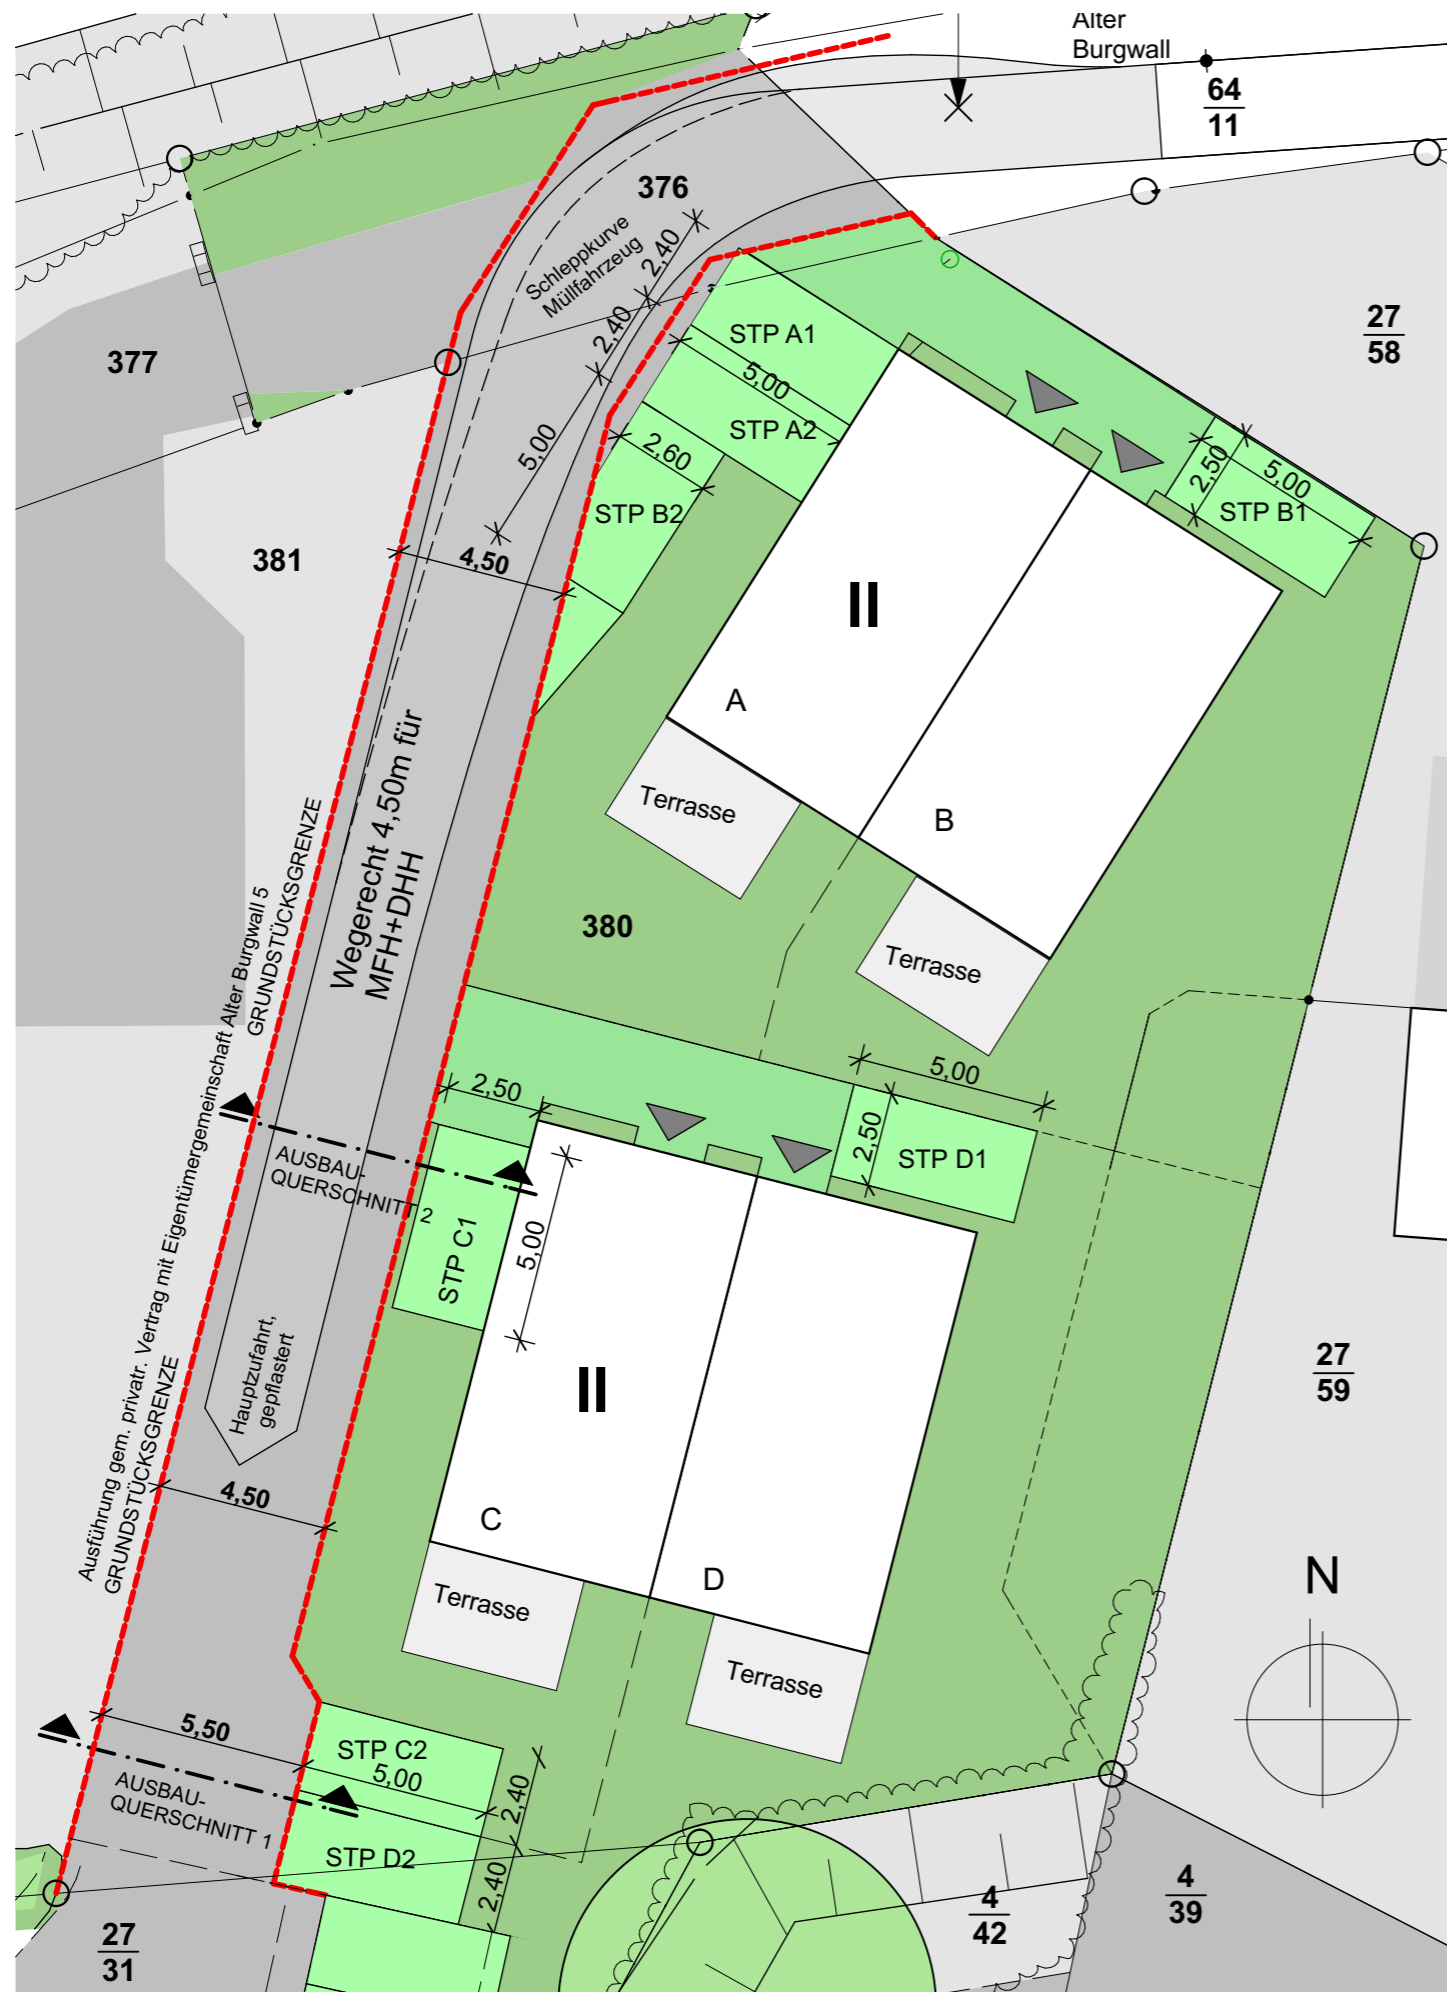 Alter
Burgwall
64
11
376
Schleppkurve
Müllfahrzeug
2,40
2,40
5,00
377
STP A1
5,00
STP A2
2,60
STP B2
27
58
2,50
5,00
STP B1
381
4,50
II
A
B
Terrasse
Terrasse
Wegerecht 4,50m für
MFH+DHH
380
Ausführung gem. privatr. Vertrag mit Eigentümergemeinschaft Alter Burgwall 5
GRUNDSTÜCKSGRENZE
GRUNDSTÜCKSGRENZE
2,50
5,00
2,50
STP D1
AUSBAU-
QUERSCHNITT 2
STP C1
5,00
II
Hauptzufahrt,
gepflastert
27
59
4,50
C
D
Terrasse
Terrasse
N
5,50
STP C2
5,00
2,40
AUSBAU-
QUERSCHNITT 1
STP D2
2,40
4
42
4
39
27
31